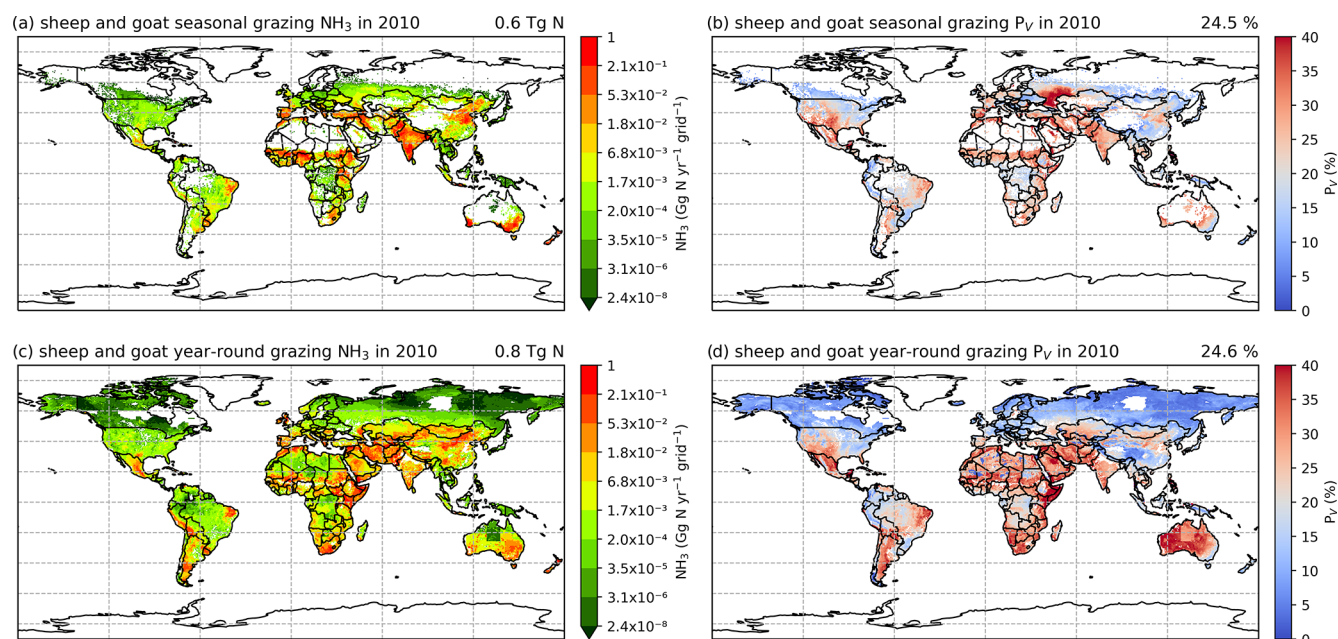 (a) sheep and goat seasonal grazing NH₃ in 2010 0.6 Tg N
1
2.1x10⁻¹
5.3x10⁻²
1.8x10⁻²
6.8x10⁻³
1.7x10⁻³
2.0x10⁻⁴
3.5x10⁻⁵
3.1x10⁻⁶
2.4x10⁻⁸
NH₃ (Gg N yr⁻¹ grid⁻¹)
(b) sheep and goat seasonal grazing P_V in 2010 24.5 %
40
35
30
25
20
15
10
5
0
P_V (%)
(c) sheep and goat year-round grazing NH₃ in 2010 0.8 Tg N
1
2.1x10⁻¹
5.3x10⁻²
1.8x10⁻²
6.8x10⁻³
1.7x10⁻³
2.0x10⁻⁴
3.5x10⁻⁵
3.1x10⁻⁶
2.4x10⁻⁸
NH₃ (Gg N yr⁻¹ grid⁻¹)
(d) sheep and goat year-round grazing P_V in 2010 24.6 %
40
35
30
25
20
15
10
5
0
P_V (%)